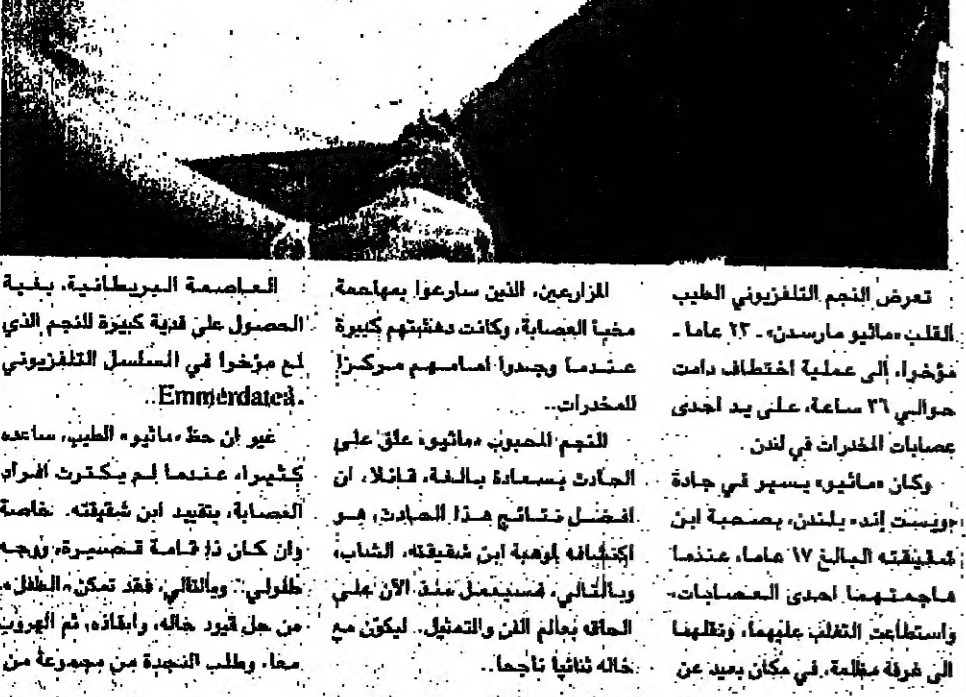 تعرض النجم التلفزيوني الطيب
القلب «ماثيو مارسدن» ـ ٢٣ عاما ـ
مؤخرا، إلى عملية اختطاف دامت
حوالي ٣٦ ساعة، على يد احدى
عصابات المخدرات في لندن.
وكان «ماثيو» يسير في جادة
«ويست إند» بلندن، بصحبة ابن
شقيقته البالغ ١٧ عاما، عندما
هاجمتهما احدى العصابات،
واستطاعت التغلب عليهما، ونقلهما
الى غرفة مظلمة، في مكان بعيد عن
العاصمة البريطانية، بغية
الحصول على فدية كبيرة للنجم الذي
لمع مؤخرا في المسلسل التلفزيوني
.Emmerdated..
غير ان حظ «ماثيو» الطيب، ساعده
كثيرا، عندما لم يكترث افراد
العصابة، بتقييد ابن شقيقته. خاصة
وان كان ذا قامة قصيرة، ووجه
طفولي.. وبالتالي، فقد تمكن «الطفل»
من حل قيود خاله، وانقاذه، ثم الهروب
معا، وطلب النجدة من مجموعة من
المزارعين، الذين سارعوا بمهاجمة
مخبأ العصابة، وكانت دهشتهم كبيرة
عندما وجدوا امامهم مركزا
للمخدرات..
النجم المحبوب «ماثيو» علق على
الحادث بسعادة بالغة، قائلا، ان
افضل نتائج هذا الحادث، هو
اكتشافه لموهبة ابن شقيقته، الشاب،
وبالتالي، فسيعمل منذ الآن على
الحاقه بعالم الفن والتمثيل.. ليكون مع
خاله ثنائيا ناجحا..